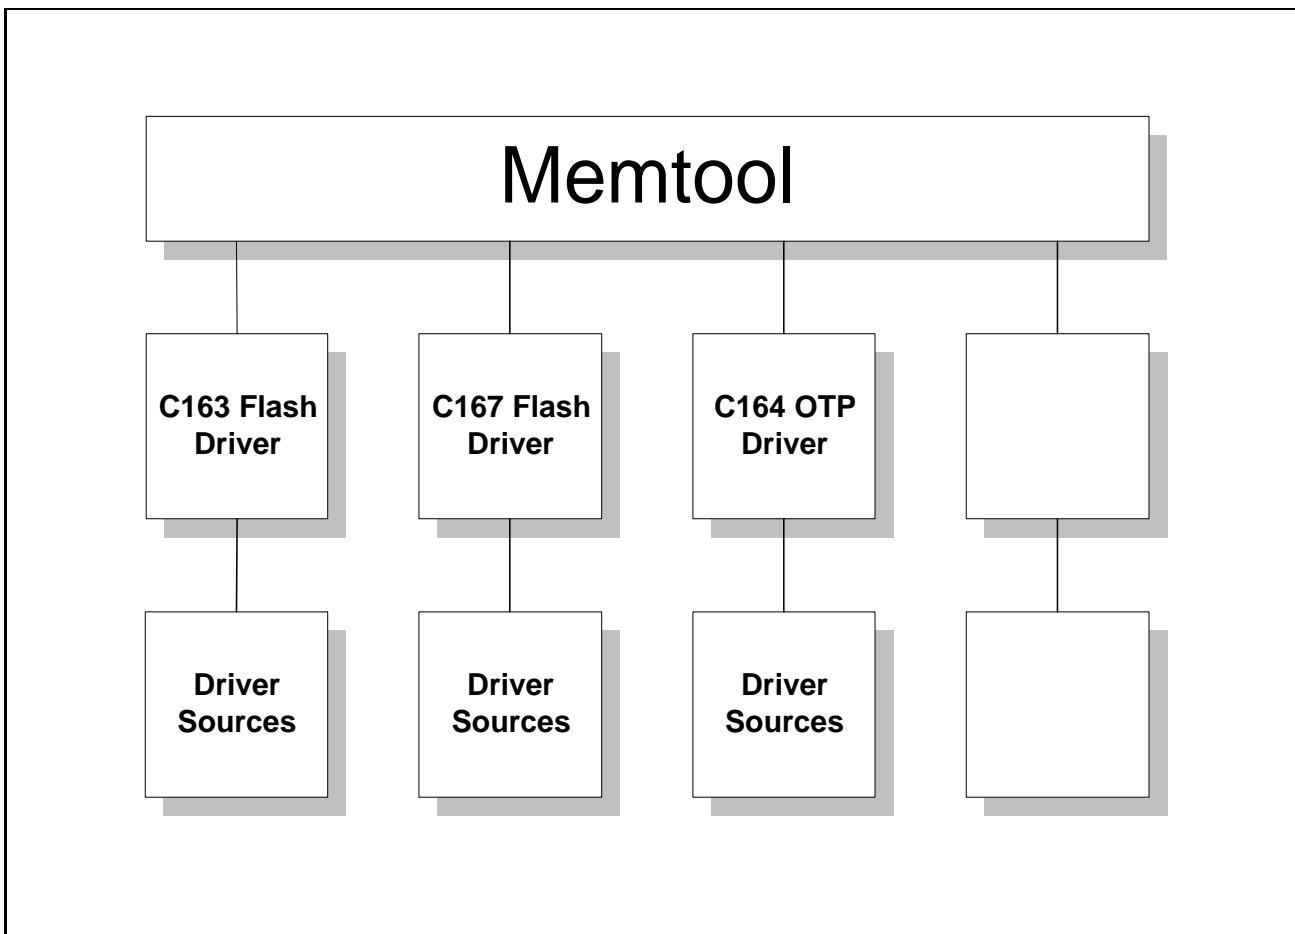 Memtool
C163 Flash
Driver
C167 Flash
Driver
C164 OTP
Driver
Driver
Sources
Driver
Sources
Driver
Sources